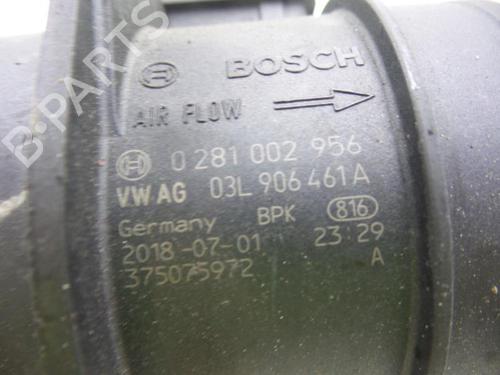 BOSCH
AIR FLOW
0 281 002 956
VW AG 03L 906 461 A
Germany BPK 816
2018-07-01 23:29
375075972 A
B-PARTS